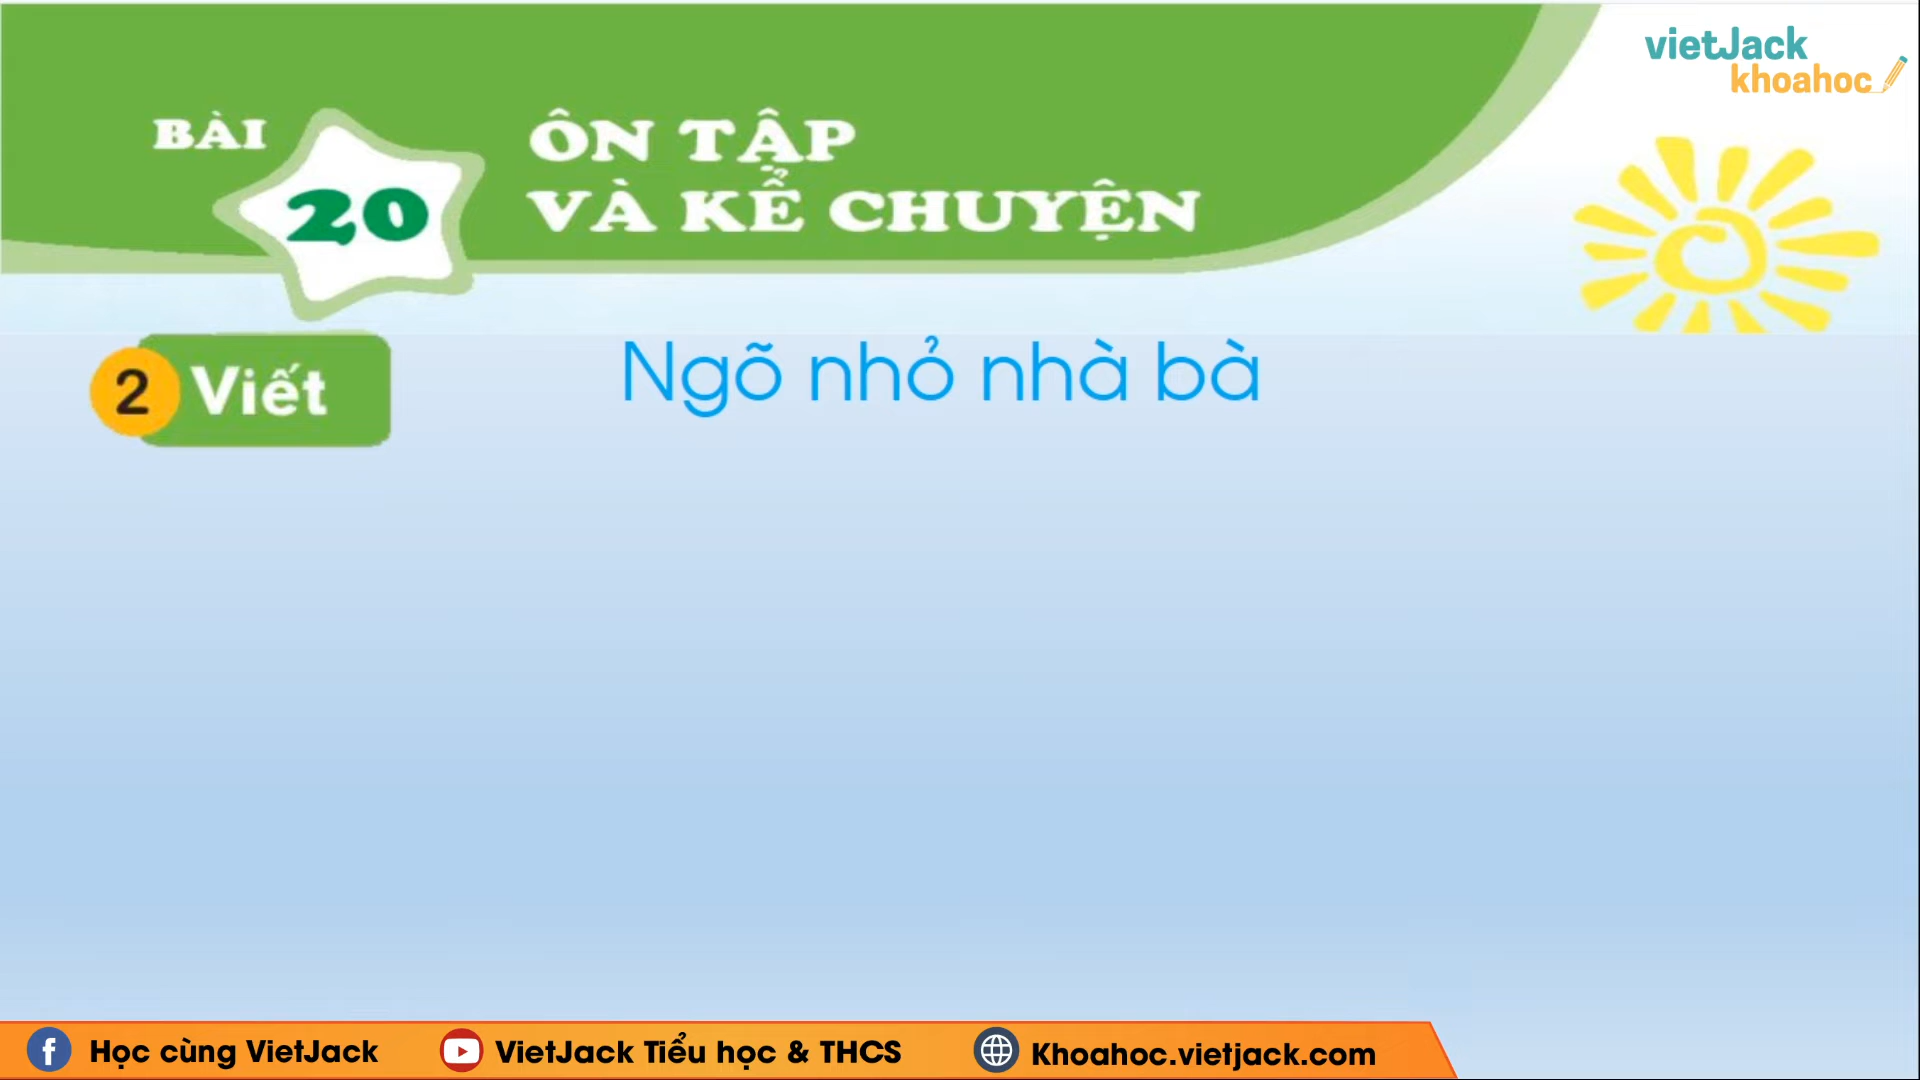 vietJack
khoahoc
BÀI
20
ÔN TẬP
VÀ KỂ CHUYỆN
2 Viết
Ngõ nhỏ nhà bà
Học cùng VietJack
VietJack Tiểu học & THCS
Khoahoc.vietjack.com